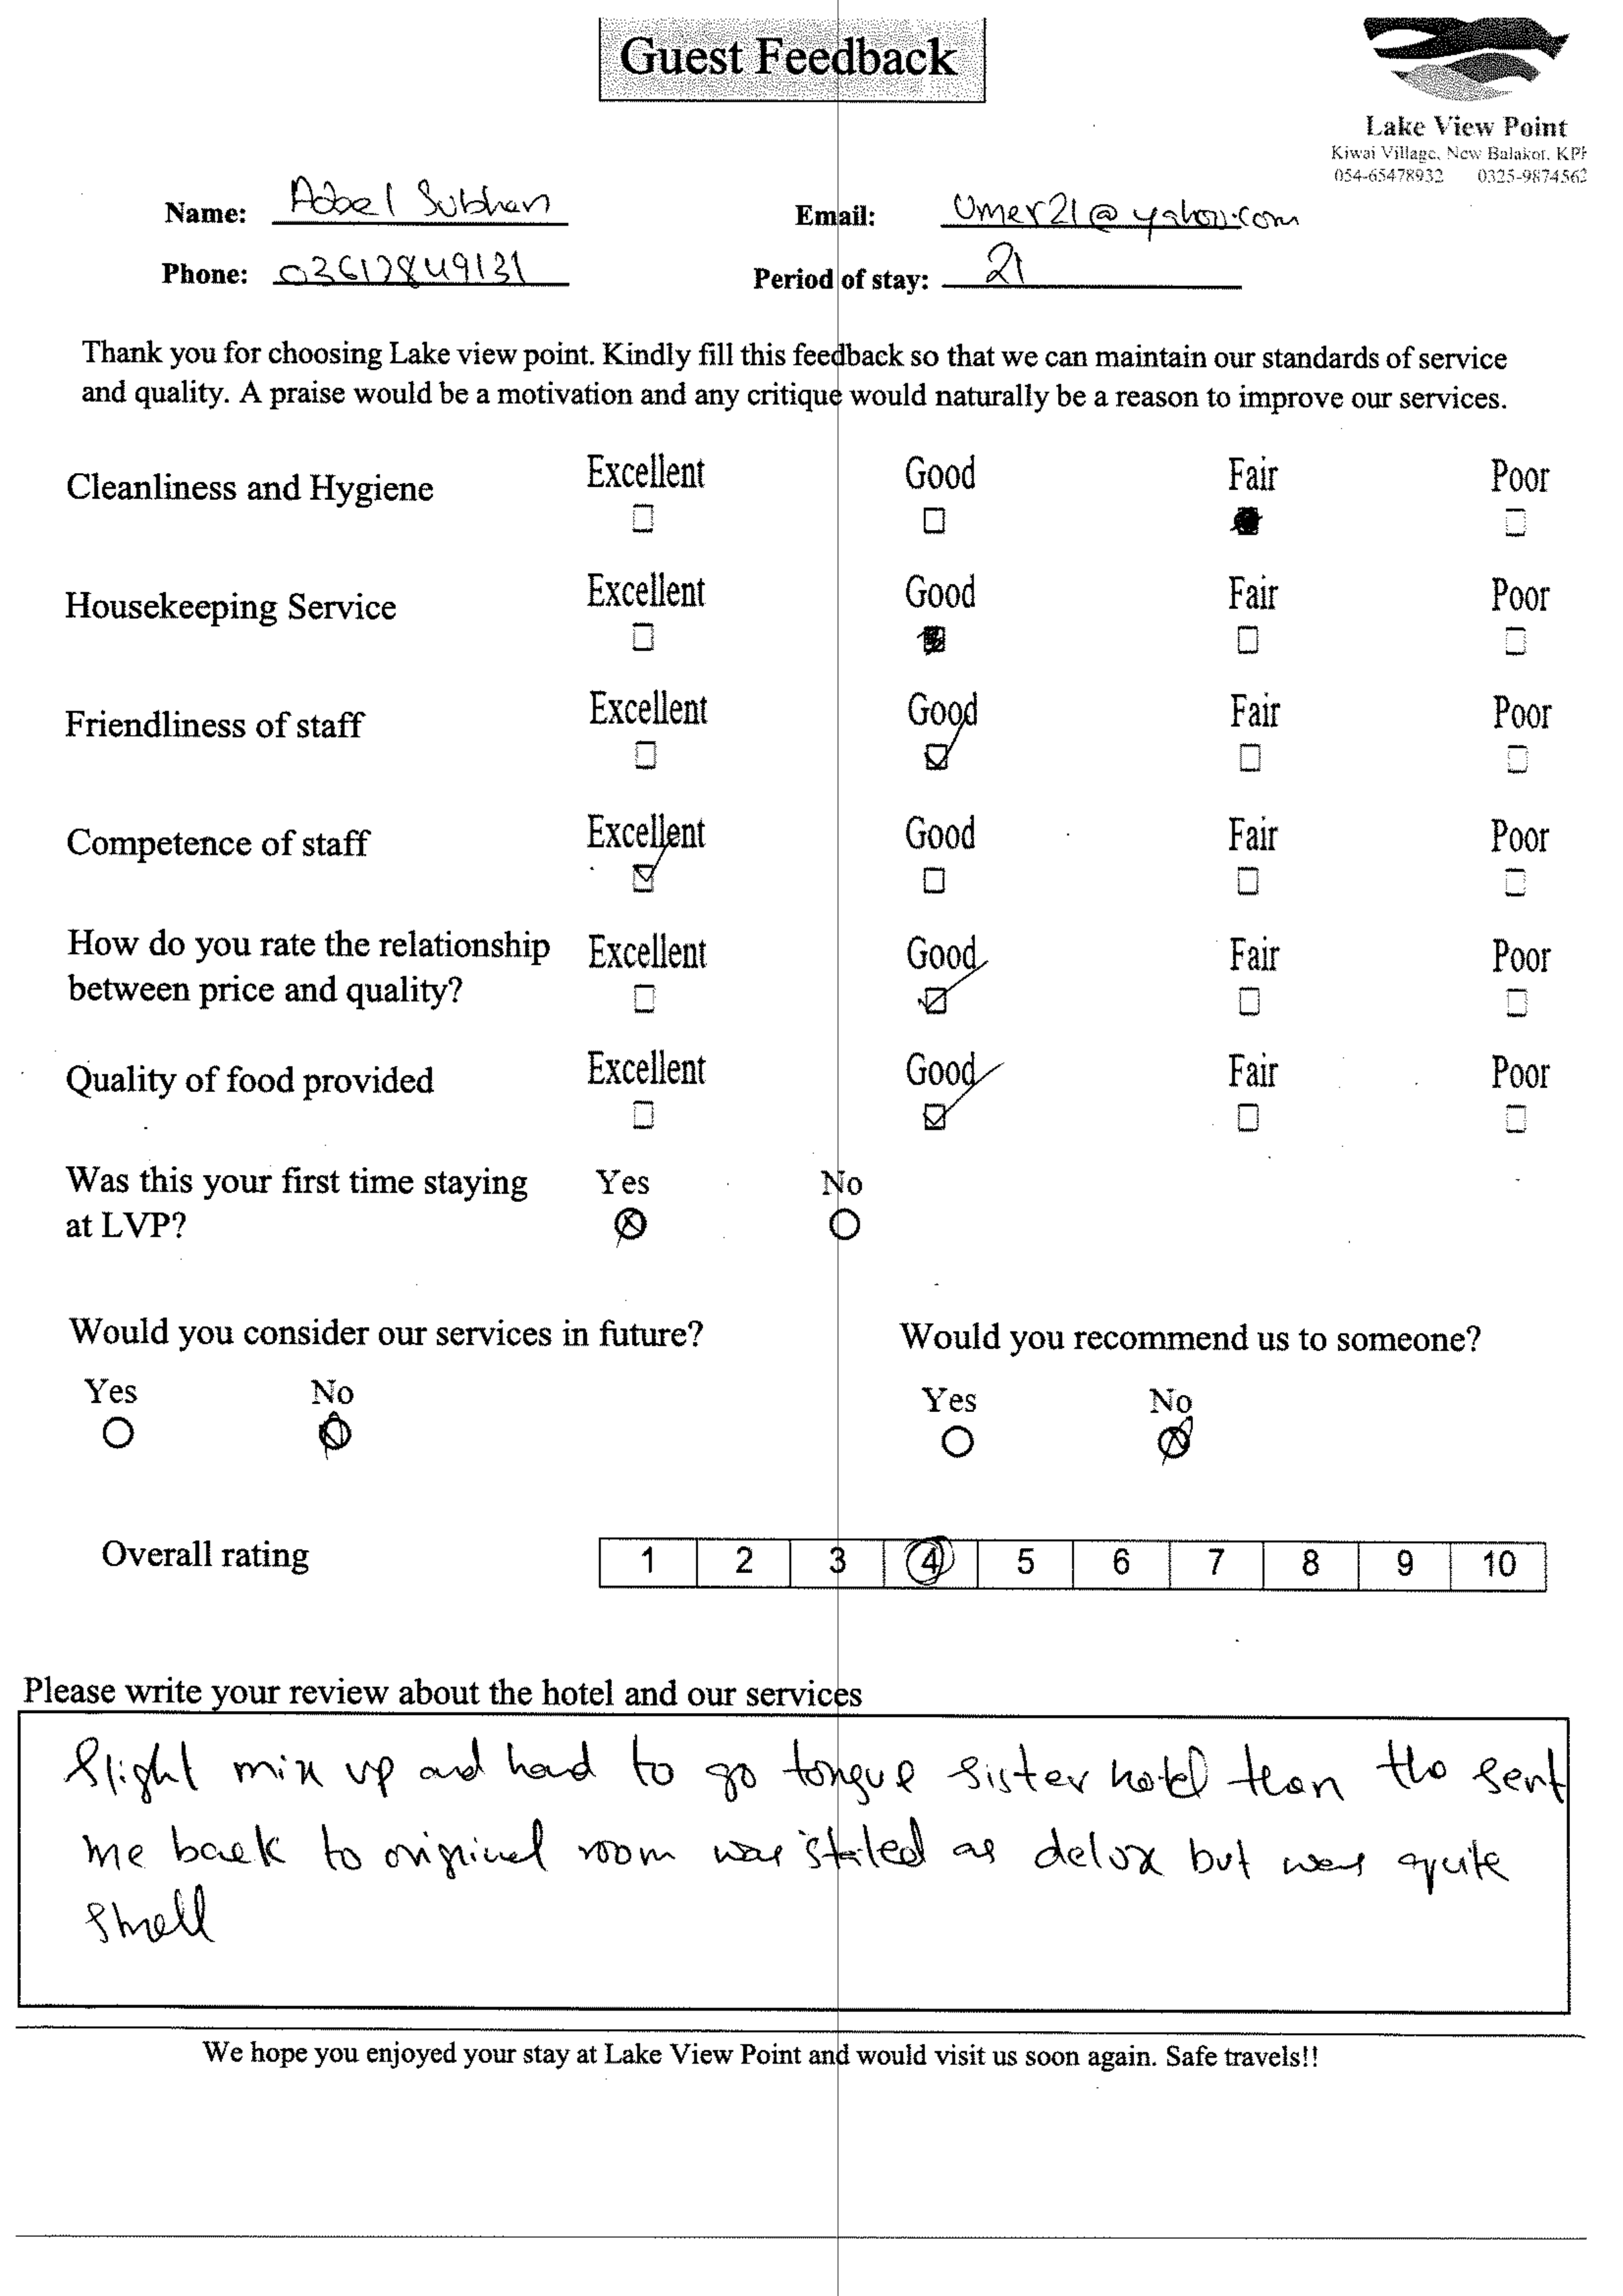 Guest Feedback
Lake View Point
Kiwai Village, New Balakot, KPK
054-65478932 0325-9874562
Name: Adbel Subhan Email: Umer21@yahoo.com
Phone: 03617849131 Period of stay: 21
Thank you for choosing Lake view point. Kindly fill this feedback so that we can maintain our standards of service
and quality. A praise would be a motivation and any critique would naturally be a reason to improve our services.
Cleanliness and Hygiene Excellent Good Fair Poor
Housekeeping Service Excellent Good Fair Poor
Friendliness of staff Excellent Good Fair Poor
Competence of staff Excellent Good Fair Poor
How do you rate the relationship Excellent Good Fair Poor
between price and quality?
Quality of food provided Excellent Good Fair Poor
Was this your first time staying Yes No
at LVP?
Would you consider our services in future? Would you recommend us to someone?
Yes No Yes No
Overall rating 1 2 3 4 5 6 7 8 9 10
Please write your review about the hotel and our services
Slight mix up and had to go tongue sister hotel then the sent
me back to original room was stated as delux but was quite
small
We hope you enjoyed your stay at Lake View Point and would visit us soon again. Safe travels!!